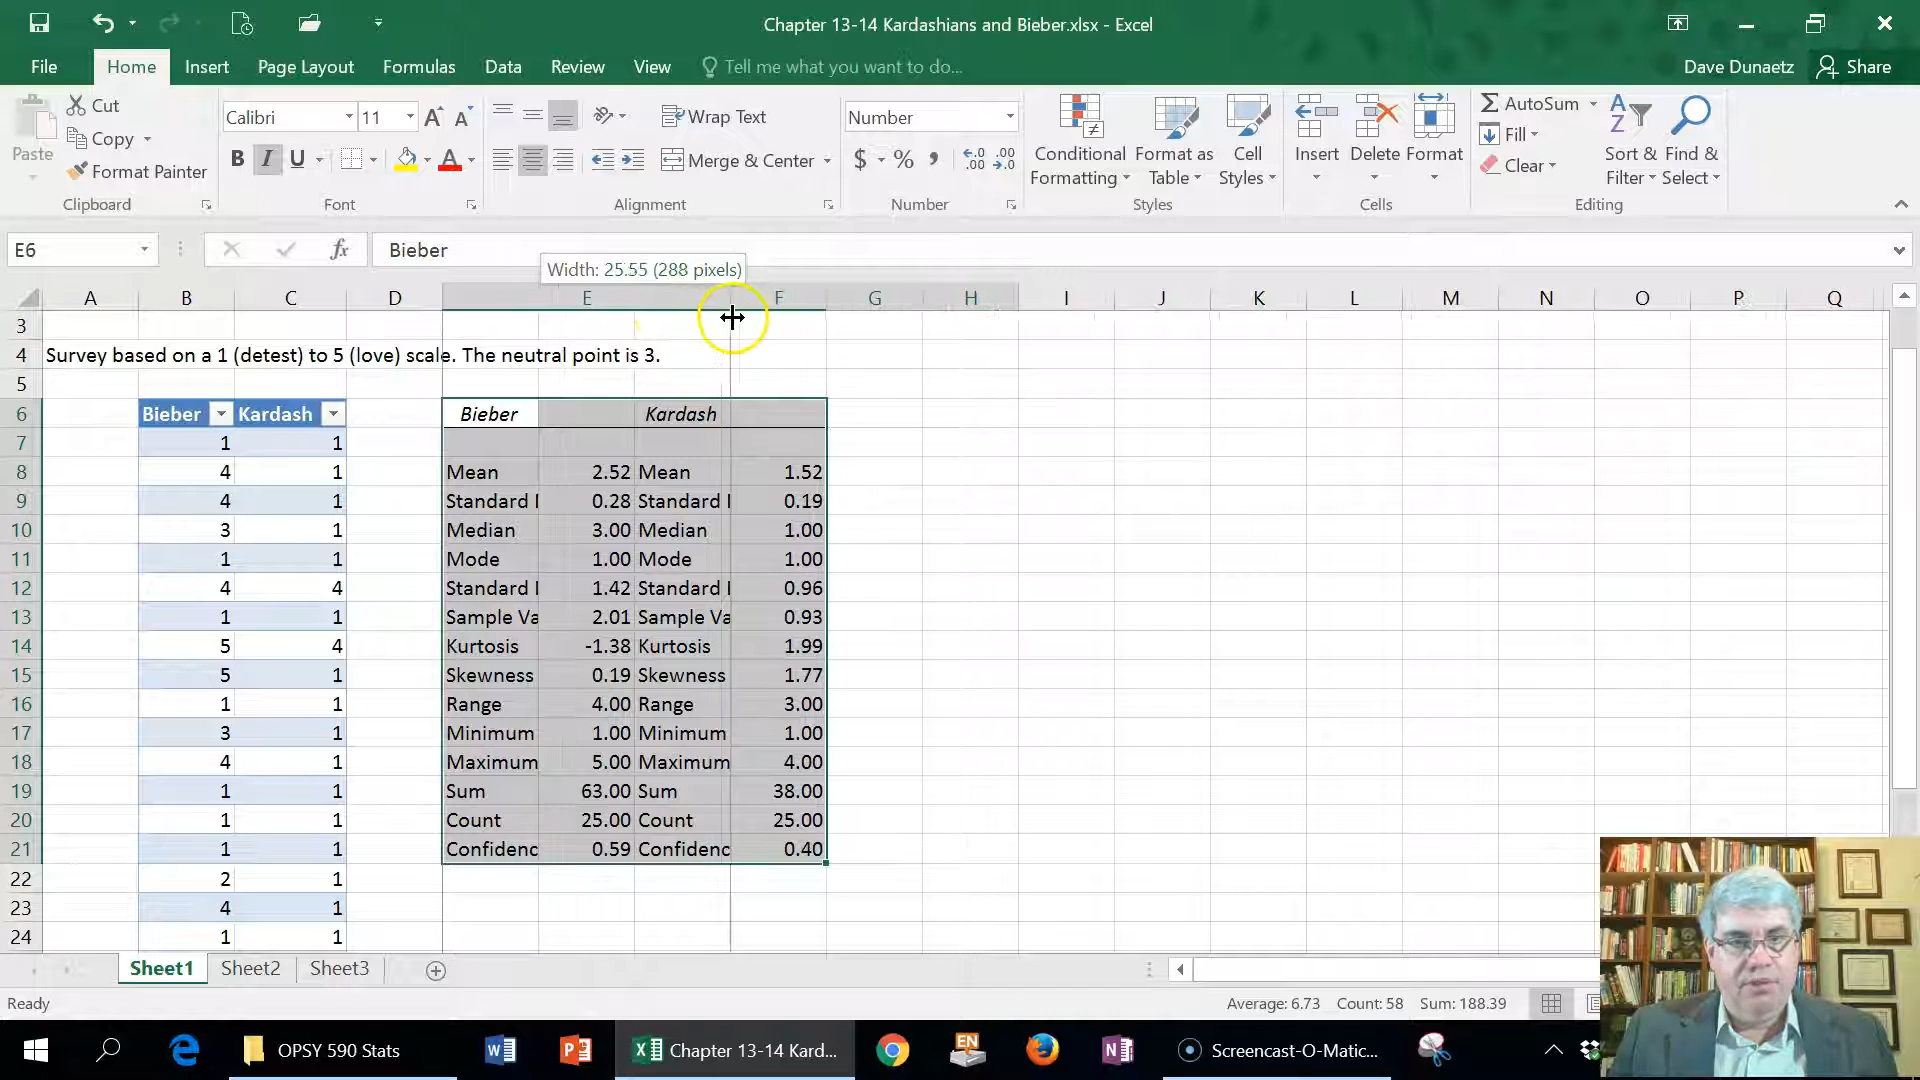 Chapter 13-14 Kardashians and Bieber.xlsx - Excel
File Home Insert Page Layout Formulas Data Review View Tell me what you want to do... Dave Dunaetz Share
Paste Cut Copy Format Painter Clipboard
Calibri 11 B I U A Font
Wrap Text Merge & Center Alignment
Number $ % Number
Conditional Formatting Format as Table Cell Styles Styles
Insert Delete Format Cells
AutoSum Fill Clear Sort & Filter Find & Select Editing
E6 fx Bieber
Width: 25.55 (288 pixels)
A B C D E F G H I J K L M N O P Q
3
4 Survey based on a 1 (detest) to 5 (love) scale. The neutral point is 3.
5
6 Bieber Kardash Bieber Kardash
7 1 1
8 4 1 Mean 2.52 Mean 1.52
9 4 1 Standard 0.28 Standard 0.19
10 3 1 Median 3.00 Median 1.00
11 1 1 Mode 1.00 Mode 1.00
12 4 4 Standard 1.42 Standard 0.96
13 1 1 Sample Va 2.01 Sample Va 0.93
14 5 4 Kurtosis -1.38 Kurtosis 1.99
15 5 1 Skewness 0.19 Skewness 1.77
16 1 1 Range 4.00 Range 3.00
17 3 1 Minimum 1.00 Minimum 1.00
18 4 1 Maximum 5.00 Maximum 4.00
19 1 1 Sum 63.00 Sum 38.00
20 1 1 Count 25.00 Count 25.00
21 1 1 Confidenc 0.59 Confidenc 0.40
22 2 1
23 4 1
24 1 1
Sheet1 Sheet2 Sheet3
Ready Average: 6.73 Count: 58 Sum: 188.39
OPSY 590 Stats Chapter 13-14 Kard... EN Screencast-O-Matic...